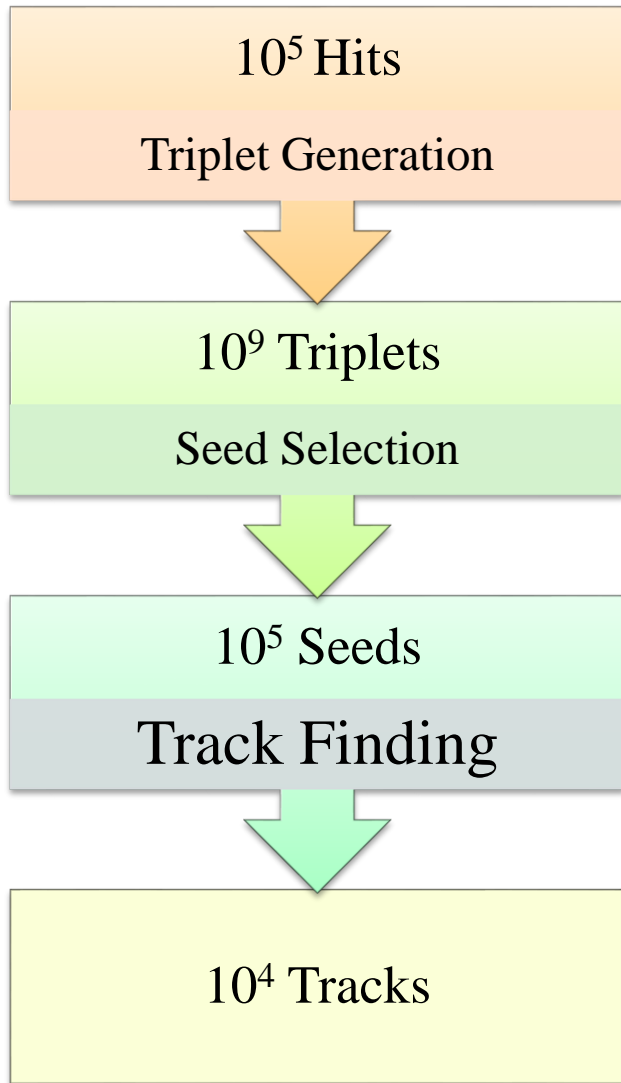 10⁵ Hits
Triplet Generation
10⁹ Triplets
Seed Selection
10⁵ Seeds
Track Finding
10⁴ Tracks